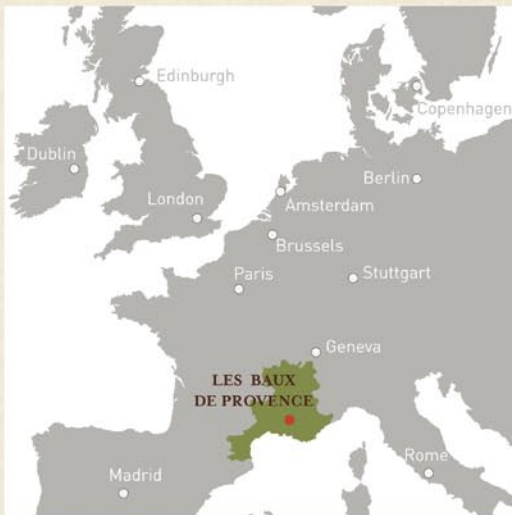 Edinburgh
Copenhagen
Dublin
Berlin
London
Amsterdam
Brussels
Paris
Stuttgart
Geneva
LES BAUX
DE PROVENCE
Rome
Madrid